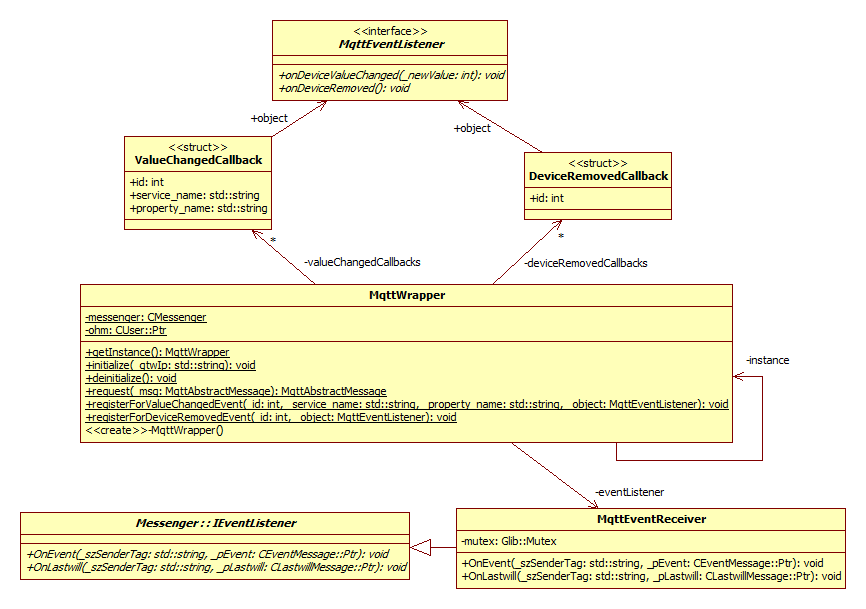 <<interface>>
MqttEventListener
+onDeviceValueChanged(_newValue: int): void
+onDeviceRemoved(): void
+object
+object
<<struct>>
ValueChangedCallback
+id: int
+service_name: std::string
+property_name: std::string
<<struct>>
DeviceRemovedCallback
+id: int
*
-valueChangedCallbacks
*
-deviceRemovedCallbacks
MqttWrapper
-messenger: CMessenger
-ohm: CUser::Ptr
+getInstance(): MqttWrapper
+initialize(_gtwIp: std::string): void
+deinitialize(): void
+request(_msg: MqttAbstractMessage): MqttAbstractMessage
+registerForValueChangedEvent(_id: int, _service_name: std::string, _property_name: std::string, _object: MqttEventListener): void
+registerForDeviceRemovedEvent(_id: int, _object: MqttEventListener): void
<<create>>-MqttWrapper()
-instance
-eventListener
Messenger::IEventListener
+OnEvent(_szSenderTag: std::string, _pEvent: CEventMessage::Ptr): void
+OnLastwill(_szSenderTag: std::string, _pLastwill: CLastwillMessage::Ptr): void
MqttEventReceiver
-mutex: Glib::Mutex
+OnEvent(_szSenderTag: std::string, _pEvent: CEventMessage::Ptr): void
+OnLastwill(_szSenderTag: std::string, _pLastwill: CLastwillMessage::Ptr): void